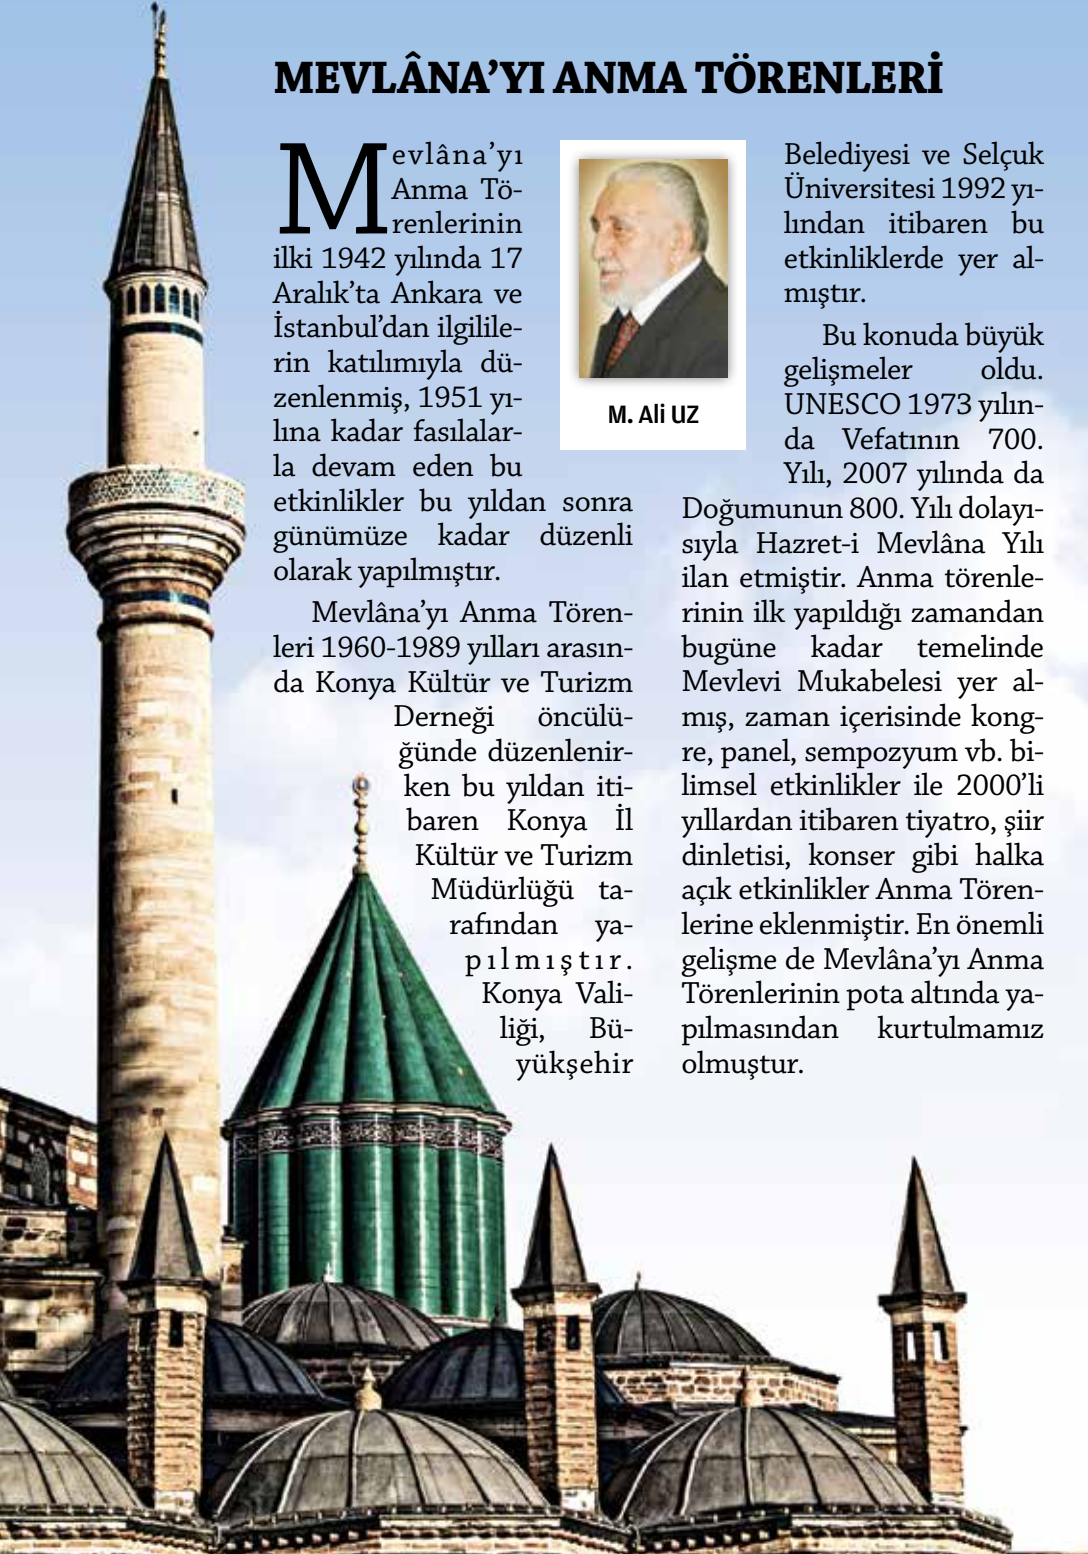 MEVLÂNA’YI ANMA TÖRENLERİ
Mevlâna’yı
Anma Tö-
renlerinin
ilki 1942 yılında 17
Aralık’ta Ankara ve
İstanbul’dan ilgilile-
rin katılımıyla dü-
zenlenmiş, 1951 yı-
lına kadar fasılalar-
la devam eden bu
etkinlikler bu yıldan sonra
günümüze kadar düzenli
olarak yapılmıştır.
Mevlâna’yı Anma Tören-
leri 1960-1989 yılları arasın-
da Konya Kültür ve Turizm
Derneği öncülü-
ğünde düzenlenir-
ken bu yıldan iti-
baren Konya İl
Kültür ve Turizm
Müdürlüğü ta-
rafından ya-
pılmıştır.
Konya Vali-
liği, Bü-
yükşehir
M. Ali UZ
Belediyesi ve Selçuk
Üniversitesi 1992 yı-
lından itibaren bu
etkinliklerde yer al-
mıştır.
Bu konuda büyük
gelişmeler oldu.
UNESCO 1973 yılın-
da Vefatının 700.
Yılı, 2007 yılında da
Doğumunun 800. Yılı dolayı-
sıyla Hazret-i Mevlâna Yılı
ilan etmiştir. Anma törenle-
rinin ilk yapıldığı zamandan
bugüne kadar temelinde
Mevlevi Mukabelesi yer al-
mış, zaman içerisinde kong-
re, panel, sempozyum vb. bi-
limsel etkinlikler ile 2000’li
yıllardan itibaren tiyatro, şiir
dinletisi, konser gibi halka
açık etkinlikler Anma Tören-
lerine eklenmiştir. En önemli
gelişme de Mevlâna’yı Anma
Törenlerinin pota altında ya-
pılmasından kurtulmamız
olmuştur.